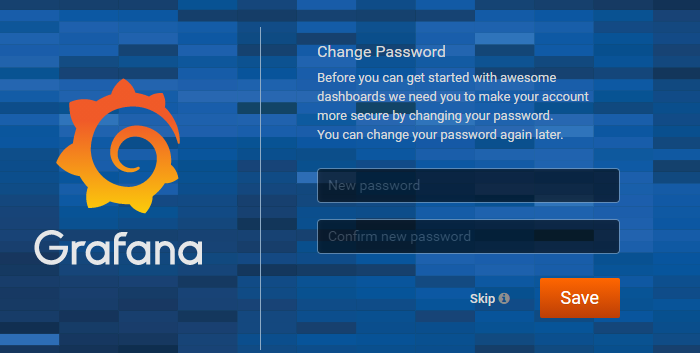 Grafana
Change Password
Before you can get started with awesome
dashboards we need you to make your account
more secure by changing your password.
You can change your password again later.
New password
Confirm new password
Skip
Save